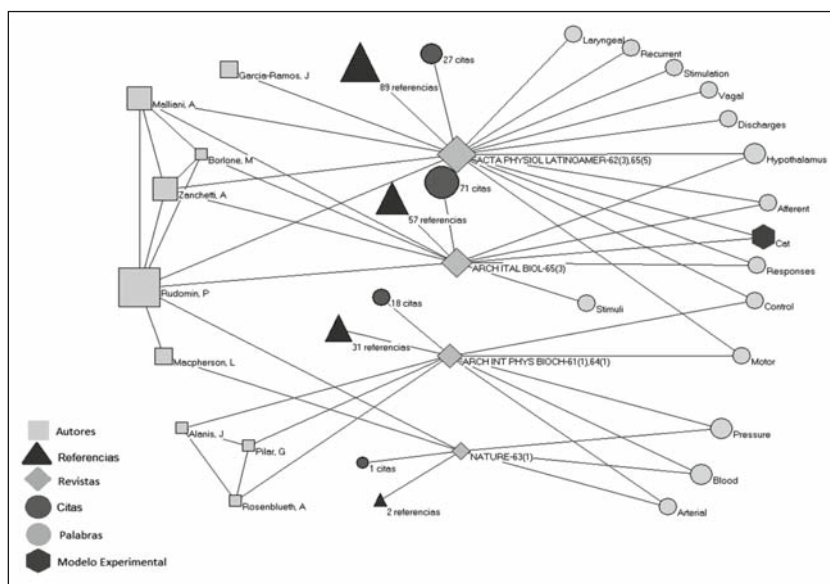 Laryngeal
27 citas
Recurrent
Garcia-Ramos, J
Stimulation
89 referencias
Vagal
Malliani, A
Discharges
Borlone, M
ACTA PHYSIOL LATINOAMER-62(3),65(5)
Hypothalamus
Zanchetti, A
71 citas
Afferent
57 referencias
Cat
ARCH ITAL BIOL-65(3)
Responses
Rudomin, P
Stimuli
Control
18 citas
31 referencias
Macpherson, L
ARCH INT PHYS BIOCH-61(1),64(1)
Motor
Alanis, J
Pressure
Pilar, G
NATURE-63(1)
1 citas
Blood
Rosenblueth, A
2 referencias
Arterial
Autores
Referencias
Revistas
Citas
Palabras
Modelo Experimental